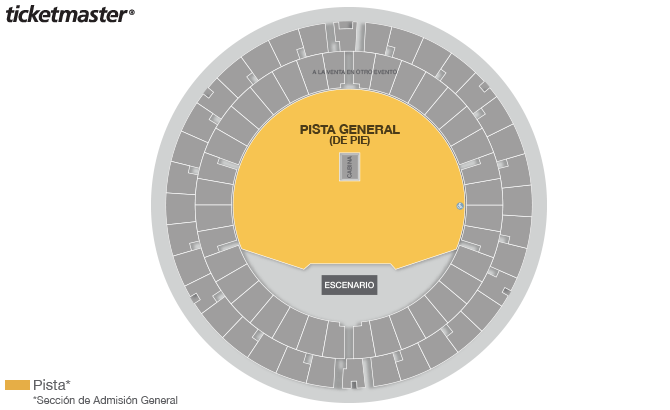 ticketmaster®
A LA VENTA EN OTRO EVENTO
PISTA GENERAL
(DE PIE)
CABINA
ESCENARIO
Pista*
*Sección de Admisión General